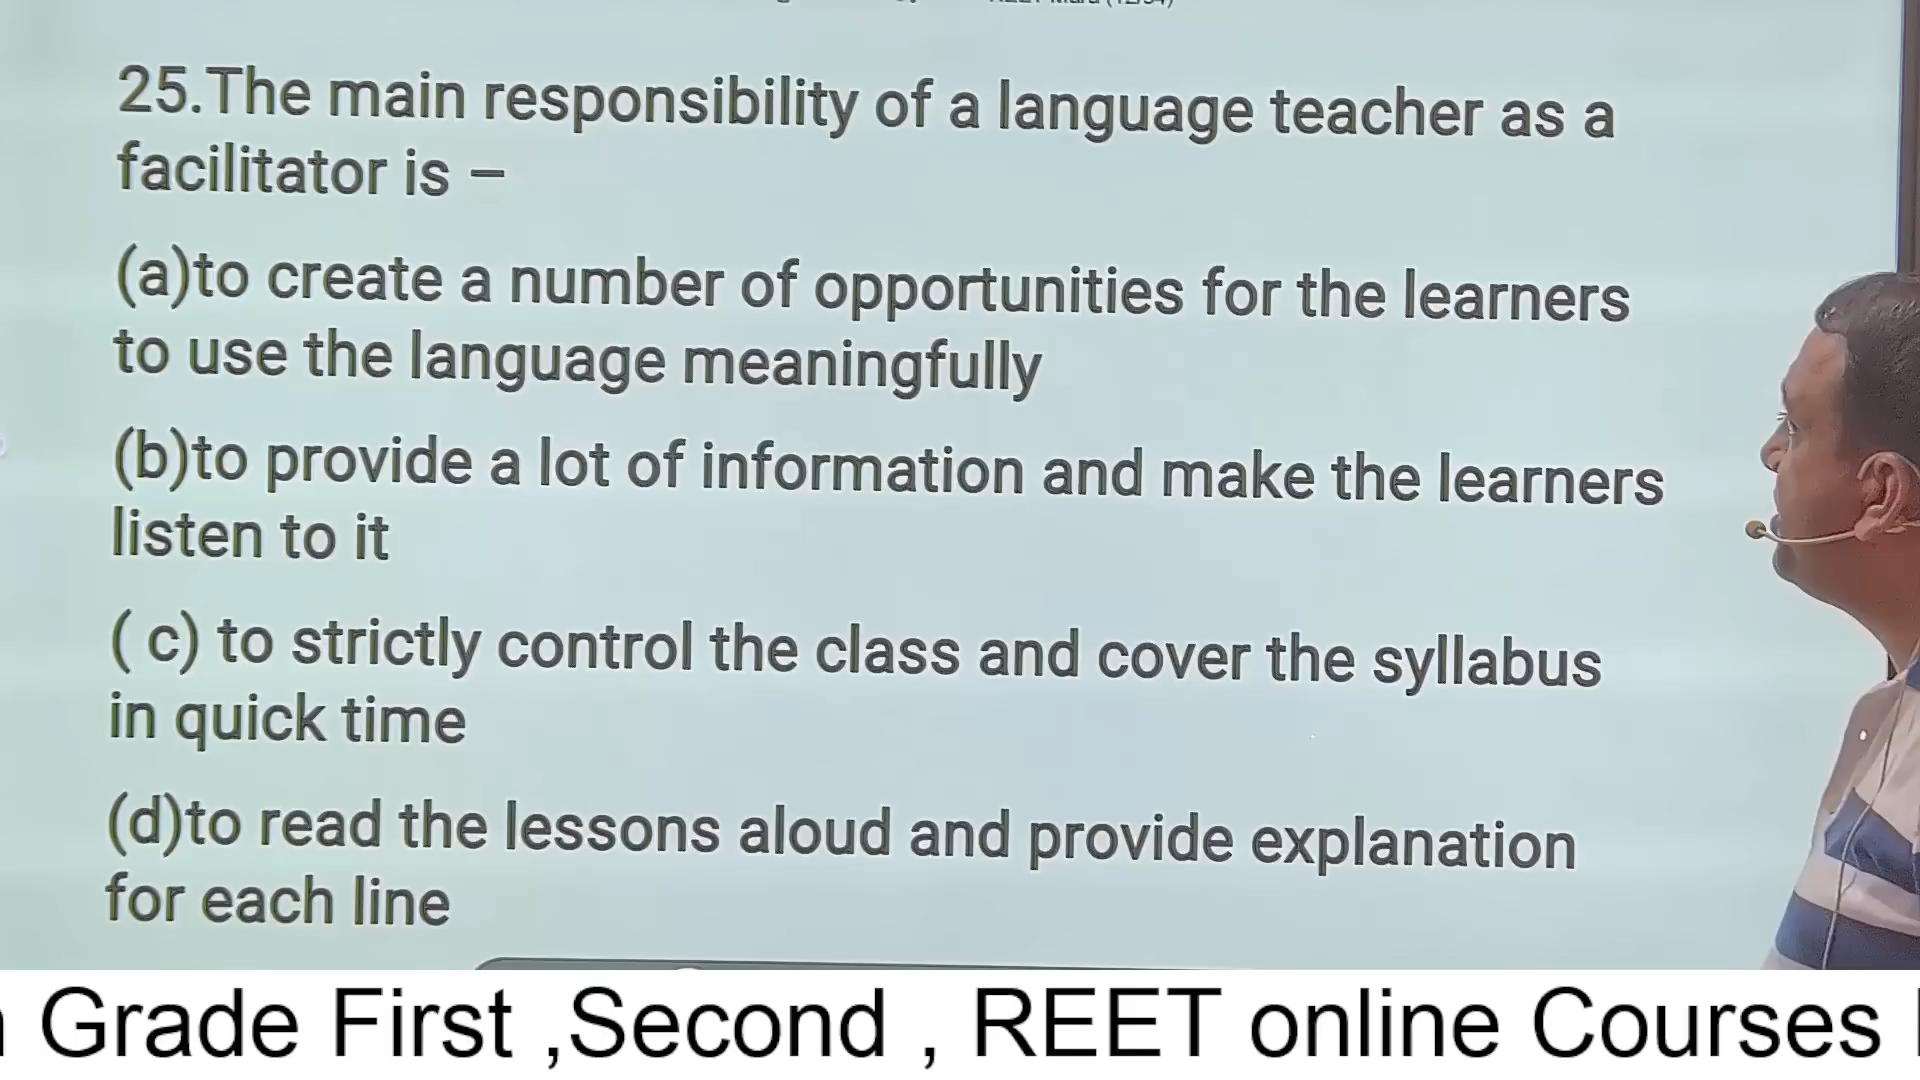 25.The main responsibility of a language teacher as a
facilitator is –
(a)to create a number of opportunities for the learners
to use the language meaningfully
(b)to provide a lot of information and make the learners
listen to it
( c) to strictly control the class and cover the syllabus
in quick time
(d)to read the lessons aloud and provide explanation
for each line
Grade First ,Second , REET online Courses